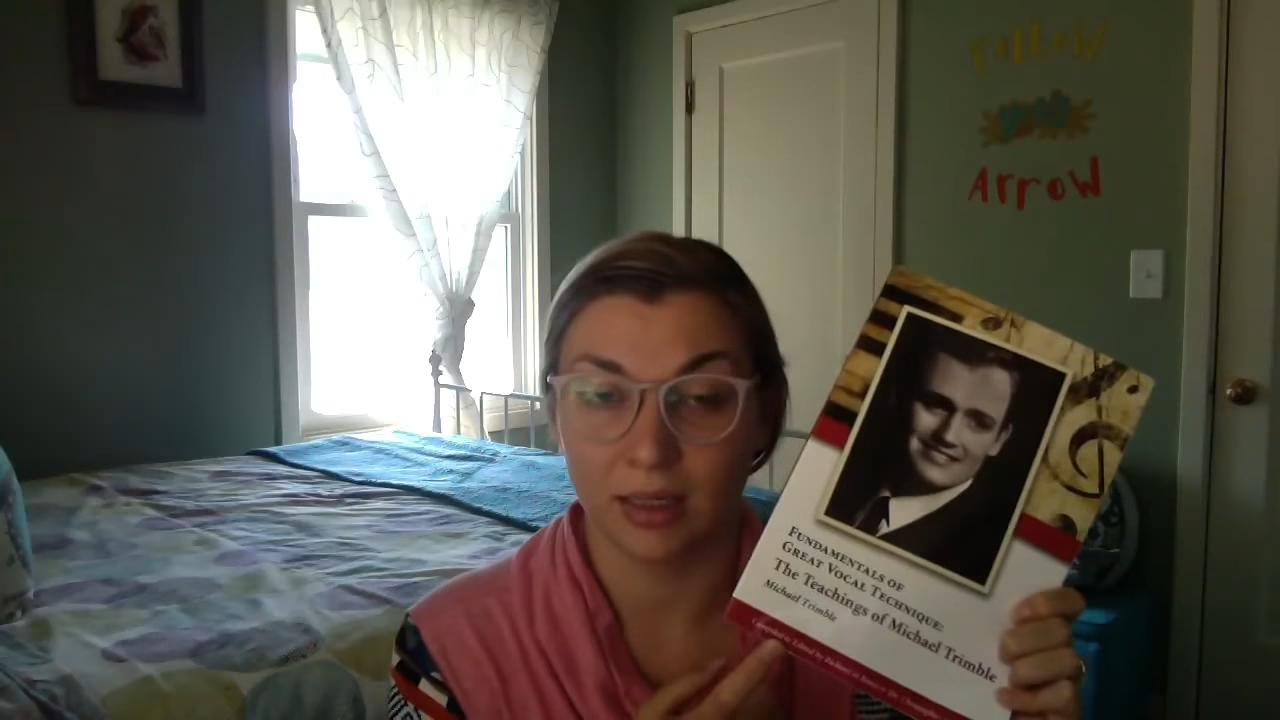 Follow
Arrow
Fundamentals of
Great Vocal Technique:
The Teachings of Michael Trimble
Michael Trimble